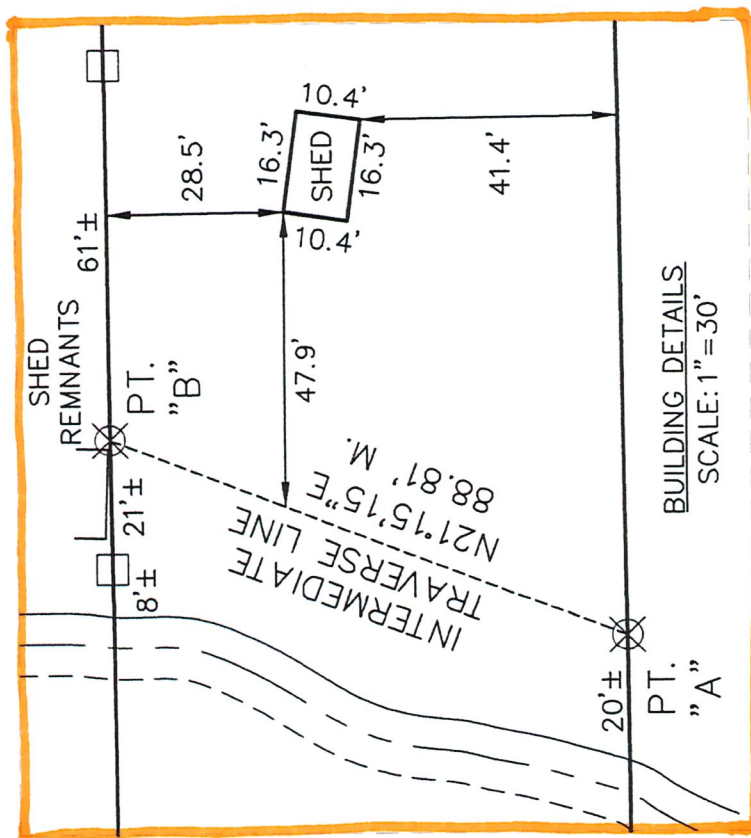 SHED
REMNANTS
61'±
28.5'
10.4'
16.3'
SHED
16.3'
10.4'
41.4'
47.9'
PT.
"B"
21'±
8'±
INTERMEDIATE
TRAVERSE LINE
N21°15'15"E
88.81' M.
20'±
PT.
"A"
BUILDING DETAILS
SCALE: 1"=30'